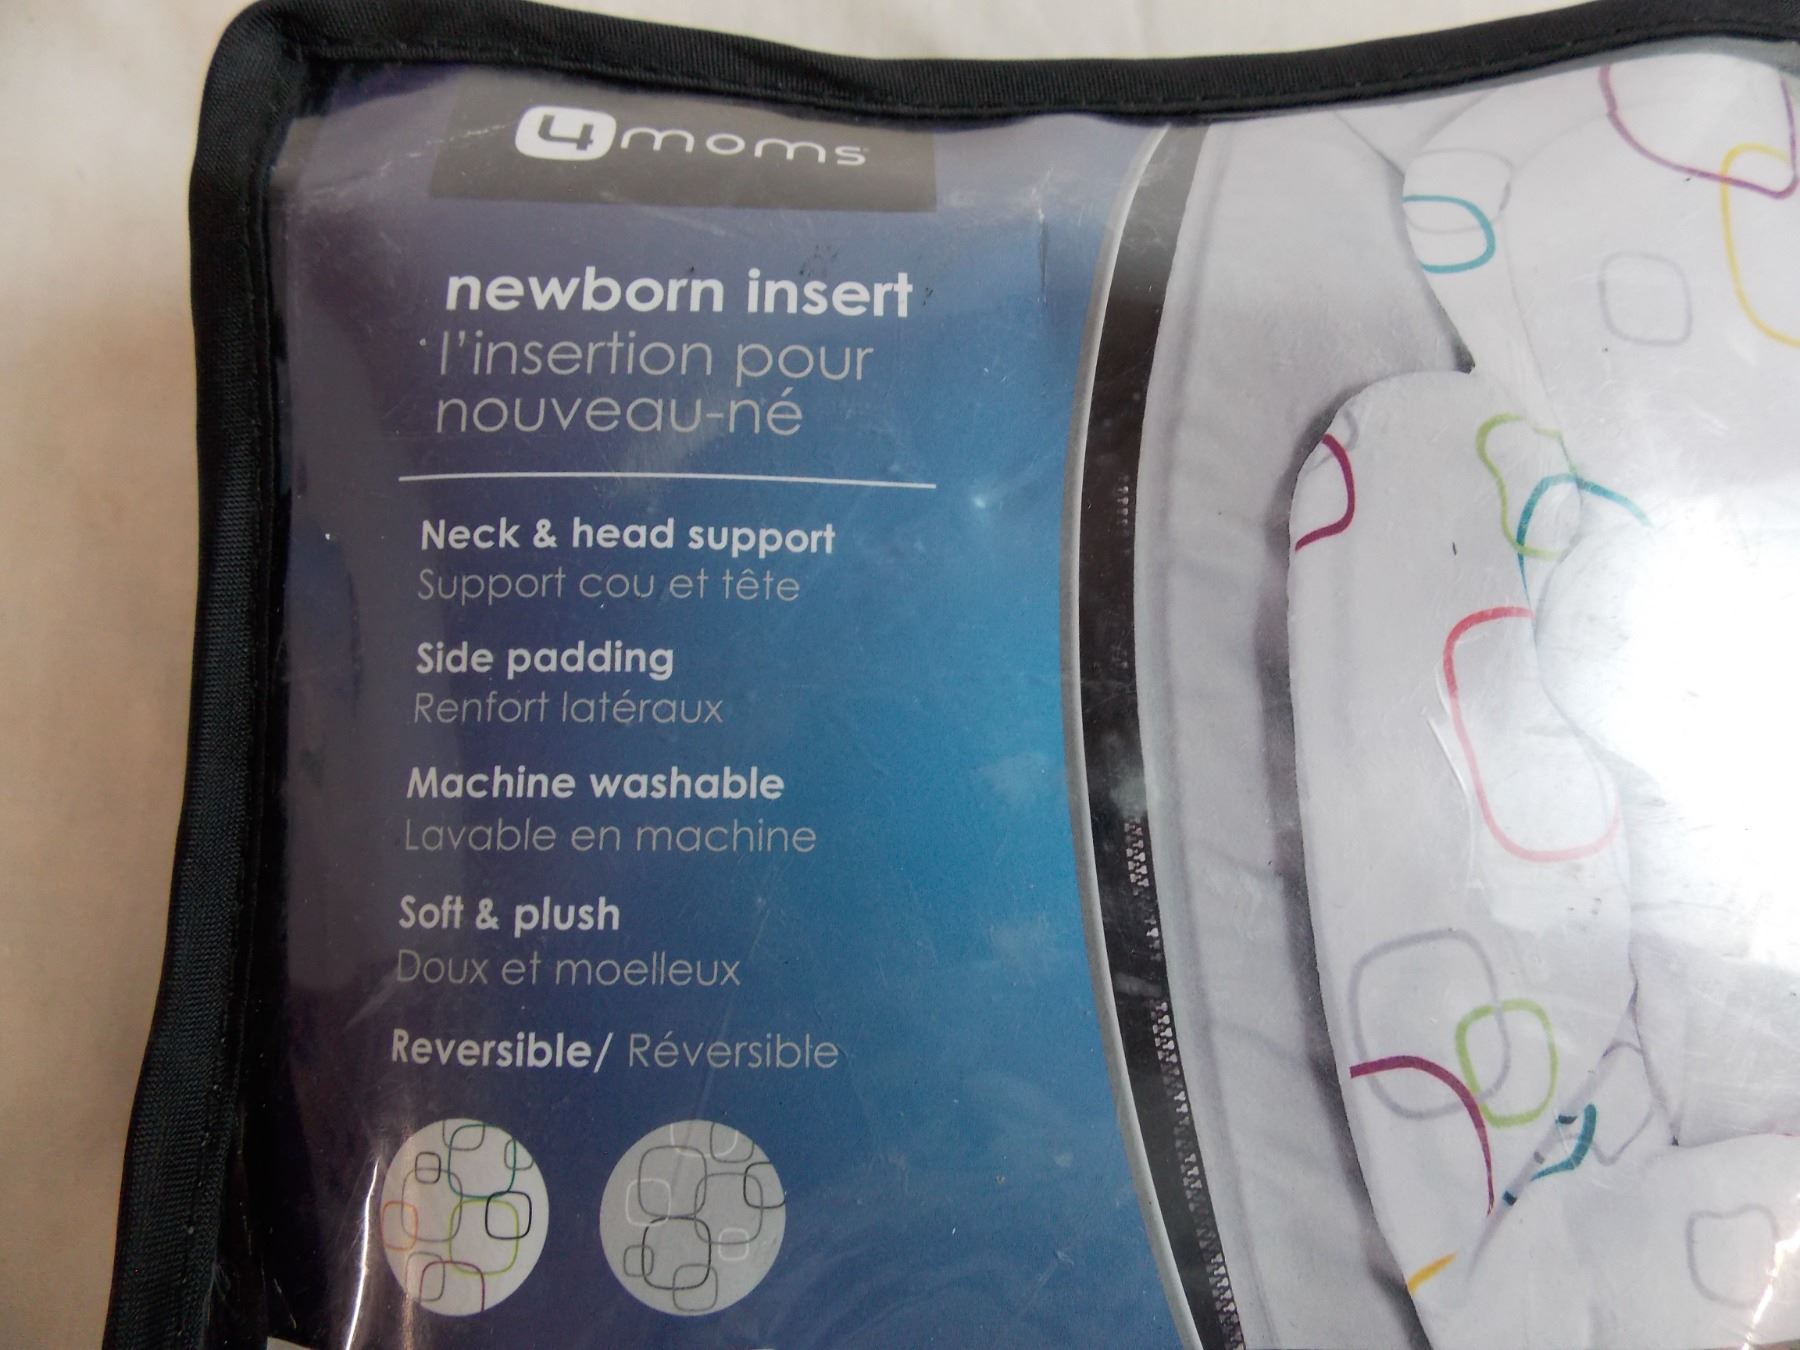 4moms
newborn insert
l'insertion pour
nouveau-né
Neck & head support
Support cou et tête
Side padding
Renfort latéraux
Machine washable
Lavable en machine
Soft & plush
Doux et moelleux
Reversible/ Réversible